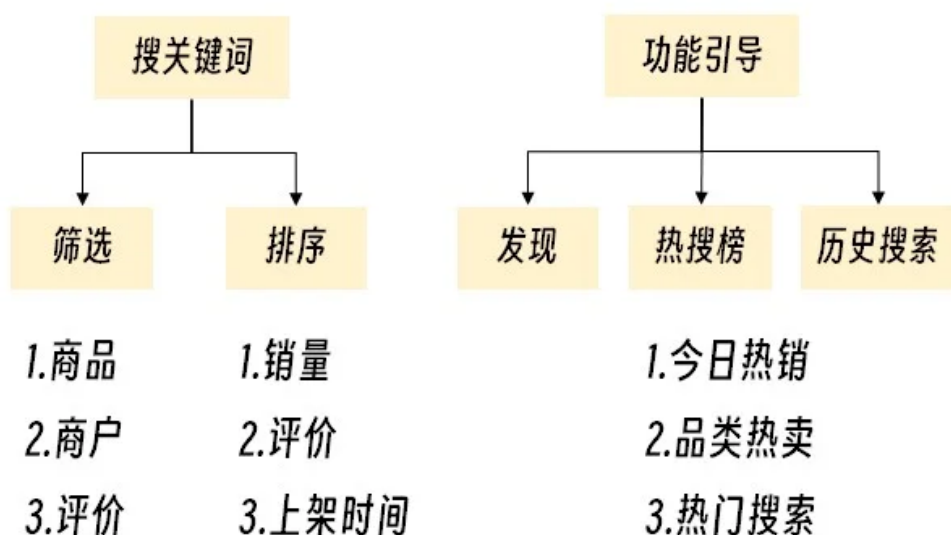 搜关键词
功能引导
筛选
排序
发现
热搜榜
历史搜索
1.商品
2.商户
3.评价
1.销量
2.评价
3.上架时间
1.今日热销
2.品类热卖
3.热门搜索